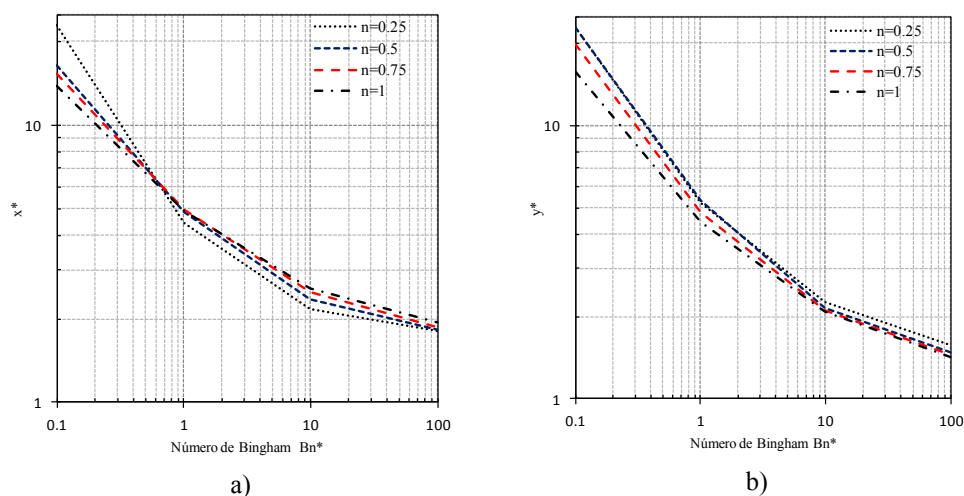 n=0.25
n=0.5
n=0.75
n=1
10
1
x*
0.1 1 10 100
Número de Bingham Bn*
a)
n=0.25
n=0.5
n=0.75
n=1
10
1
y*
0.1 1 10 100
Número de Bingham Bn*
b)